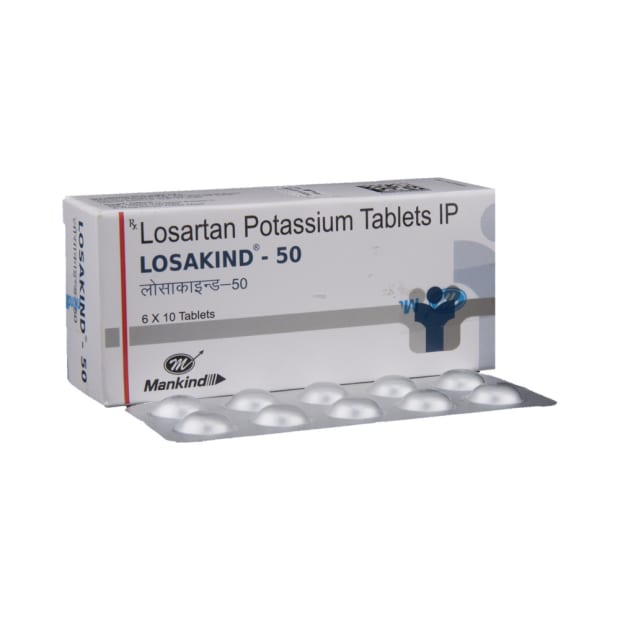 Rx
Losartan Potassium Tablets IP
LOSAKIND® - 50
लोसाकाइन्ड–50
6 X 10 Tablets
m
Mankind
LOSAKIND® - 50